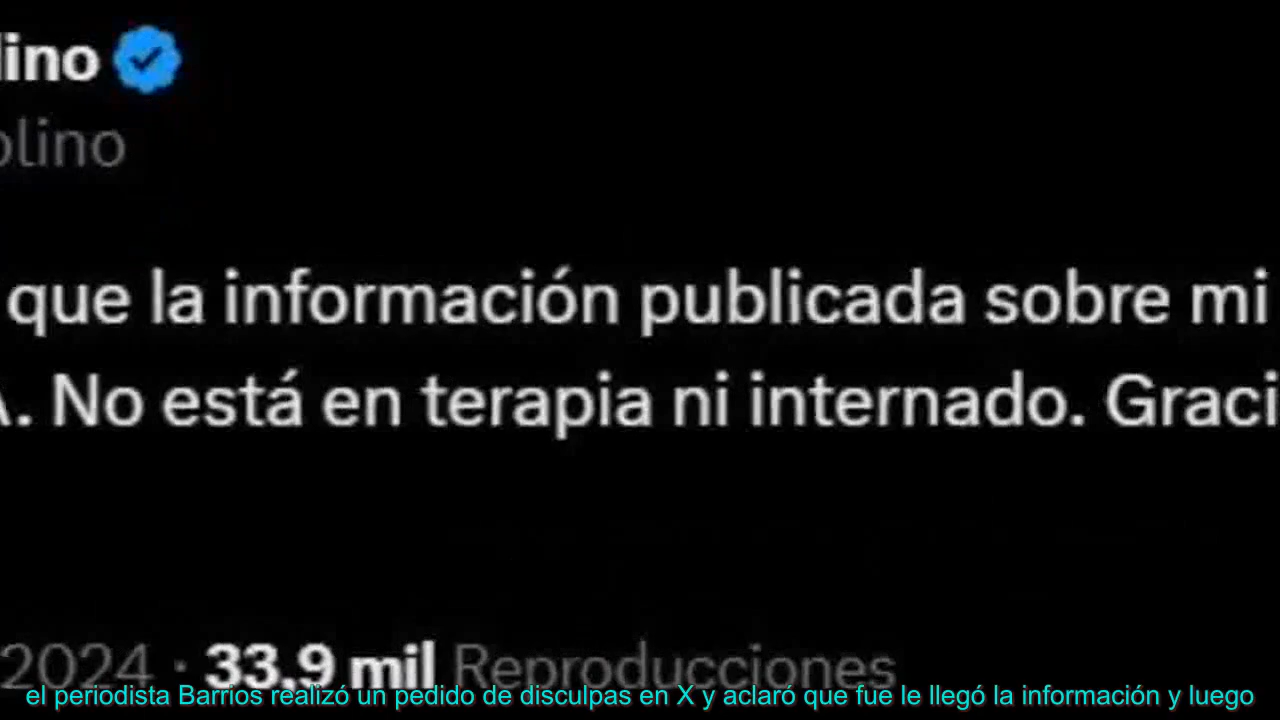 lino
olino
que la información publicada sobre mi
A. No está en terapia ni internado. Graci
2024 · 33,9 mil Reproducciones
el periodista Barrios realizó un pedido de disculpas en X y aclaró que fue le llegó la información y luego